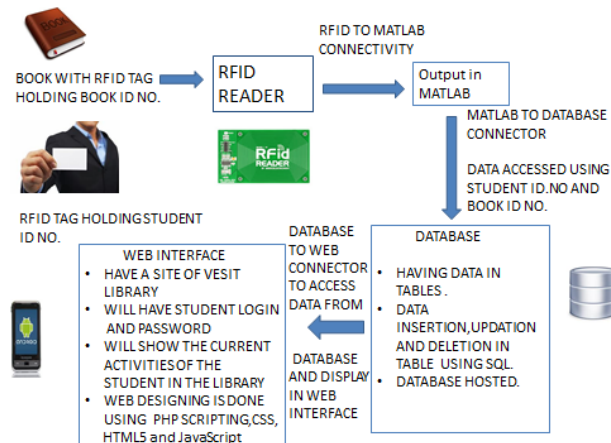 BOOK
BOOK WITH RFID TAG
HOLDING BOOK ID NO.
RFID
READER
RFID TO MATLAB
CONNECTIVITY
Output in
MATLAB
RFid
READER
MATLAB TO DATABASE
CONNECTOR
DATA ACCESSED USING
STUDENT ID.NO AND
BOOK ID NO.
RFID TAG HOLDING STUDENT
ID NO.
DATABASE
TO WEB
CONNECTOR
TO ACCESS
DATA FROM
DATABASE
AND DISPLAY
IN WEB
INTERFACE
DATABASE
• HAVING DATA IN
TABLES .
• DATA
INSERTION,UPDATION
AND DELETION IN
TABLE USING SQL.
• DATABASE HOSTED.
WEB INTERFACE
• HAVE A SITE OF VESIT
LIBRARY
• WILL HAVE STUDENT LOGIN
AND PASSWORD
• WILL SHOW THE CURRENT
ACTIVITIES OF THE
STUDENT IN THE LIBRARY
• WEB DESIGNING IS DONE
USING PHP SCRIPTING,CSS,
HTML5 and JavaScript